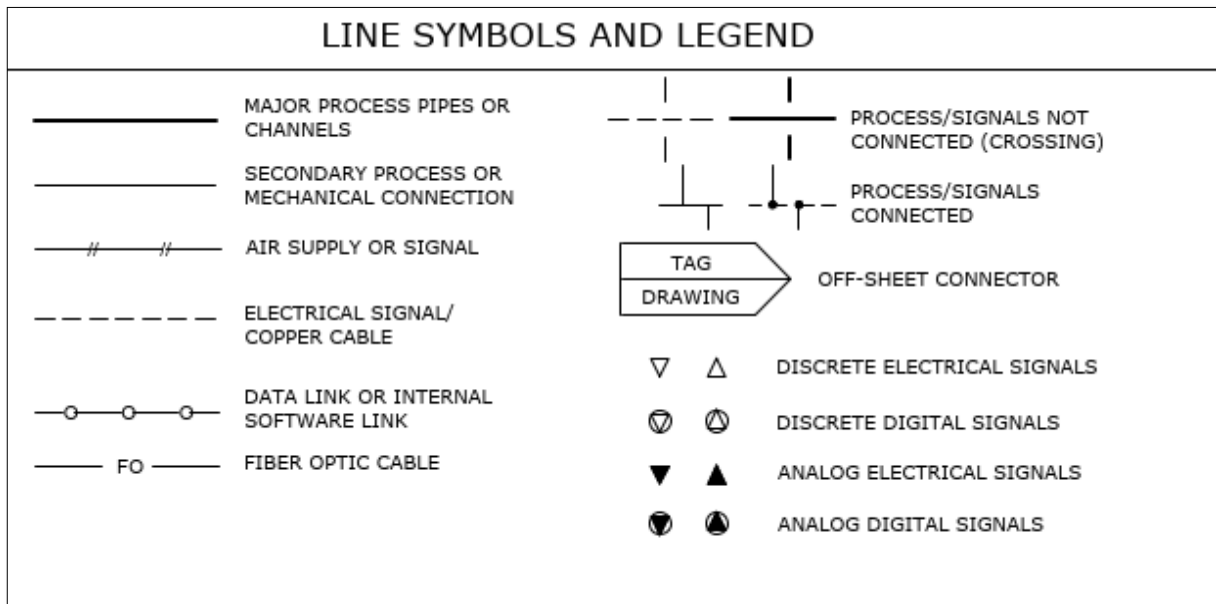 LINE SYMBOLS AND LEGEND
MAJOR PROCESS PIPES OR
CHANNELS
SECONDARY PROCESS OR
MECHANICAL CONNECTION
AIR SUPPLY OR SIGNAL
ELECTRICAL SIGNAL/
COPPER CABLE
DATA LINK OR INTERNAL
SOFTWARE LINK
FO
FIBER OPTIC CABLE
PROCESS/SIGNALS NOT
CONNECTED (CROSSING)
PROCESS/SIGNALS
CONNECTED
TAG
DRAWING
OFF-SHEET CONNECTOR
DISCRETE ELECTRICAL SIGNALS
DISCRETE DIGITAL SIGNALS
ANALOG ELECTRICAL SIGNALS
ANALOG DIGITAL SIGNALS